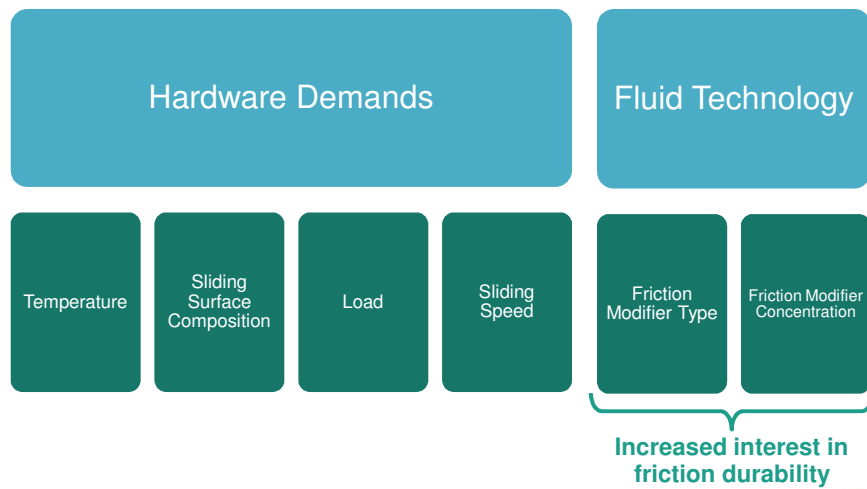 Hardware Demands
Fluid Technology
Temperature
Sliding
Surface
Composition
Load
Sliding
Speed
Friction
Modifier Type
Friction Modifier
Concentration
Increased interest in
friction durability